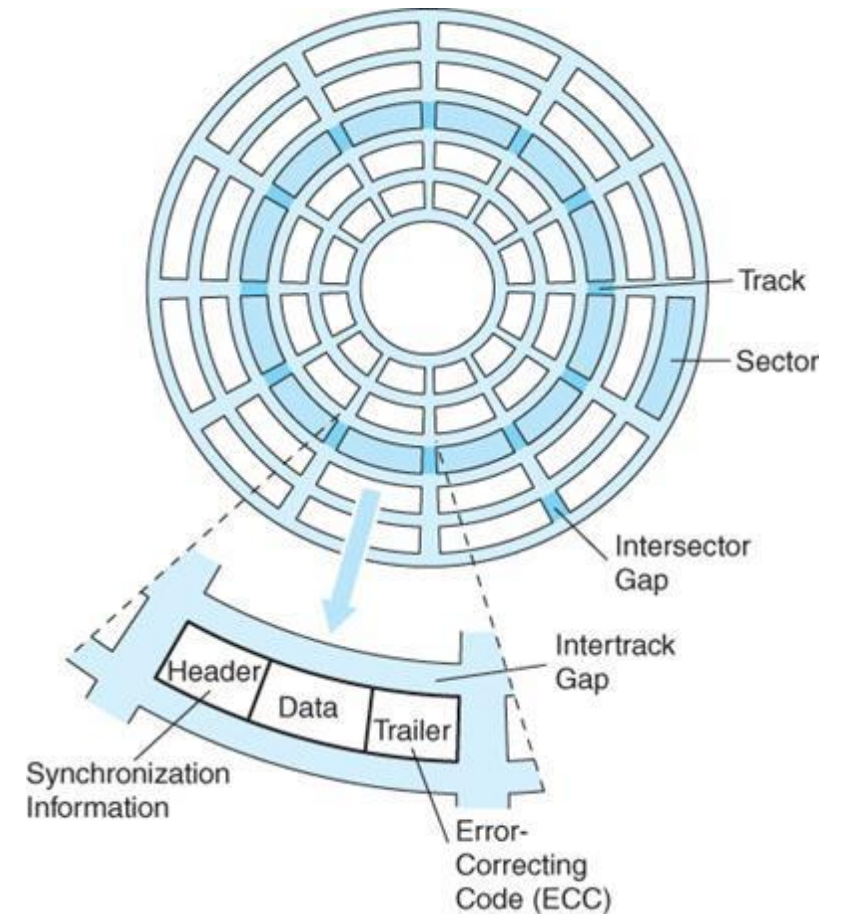 Track
Sector
Intersector
Gap
Intertrack
Gap
Header
Data
Trailer
Synchronization
Information
Error-
Correcting
Code (ECC)